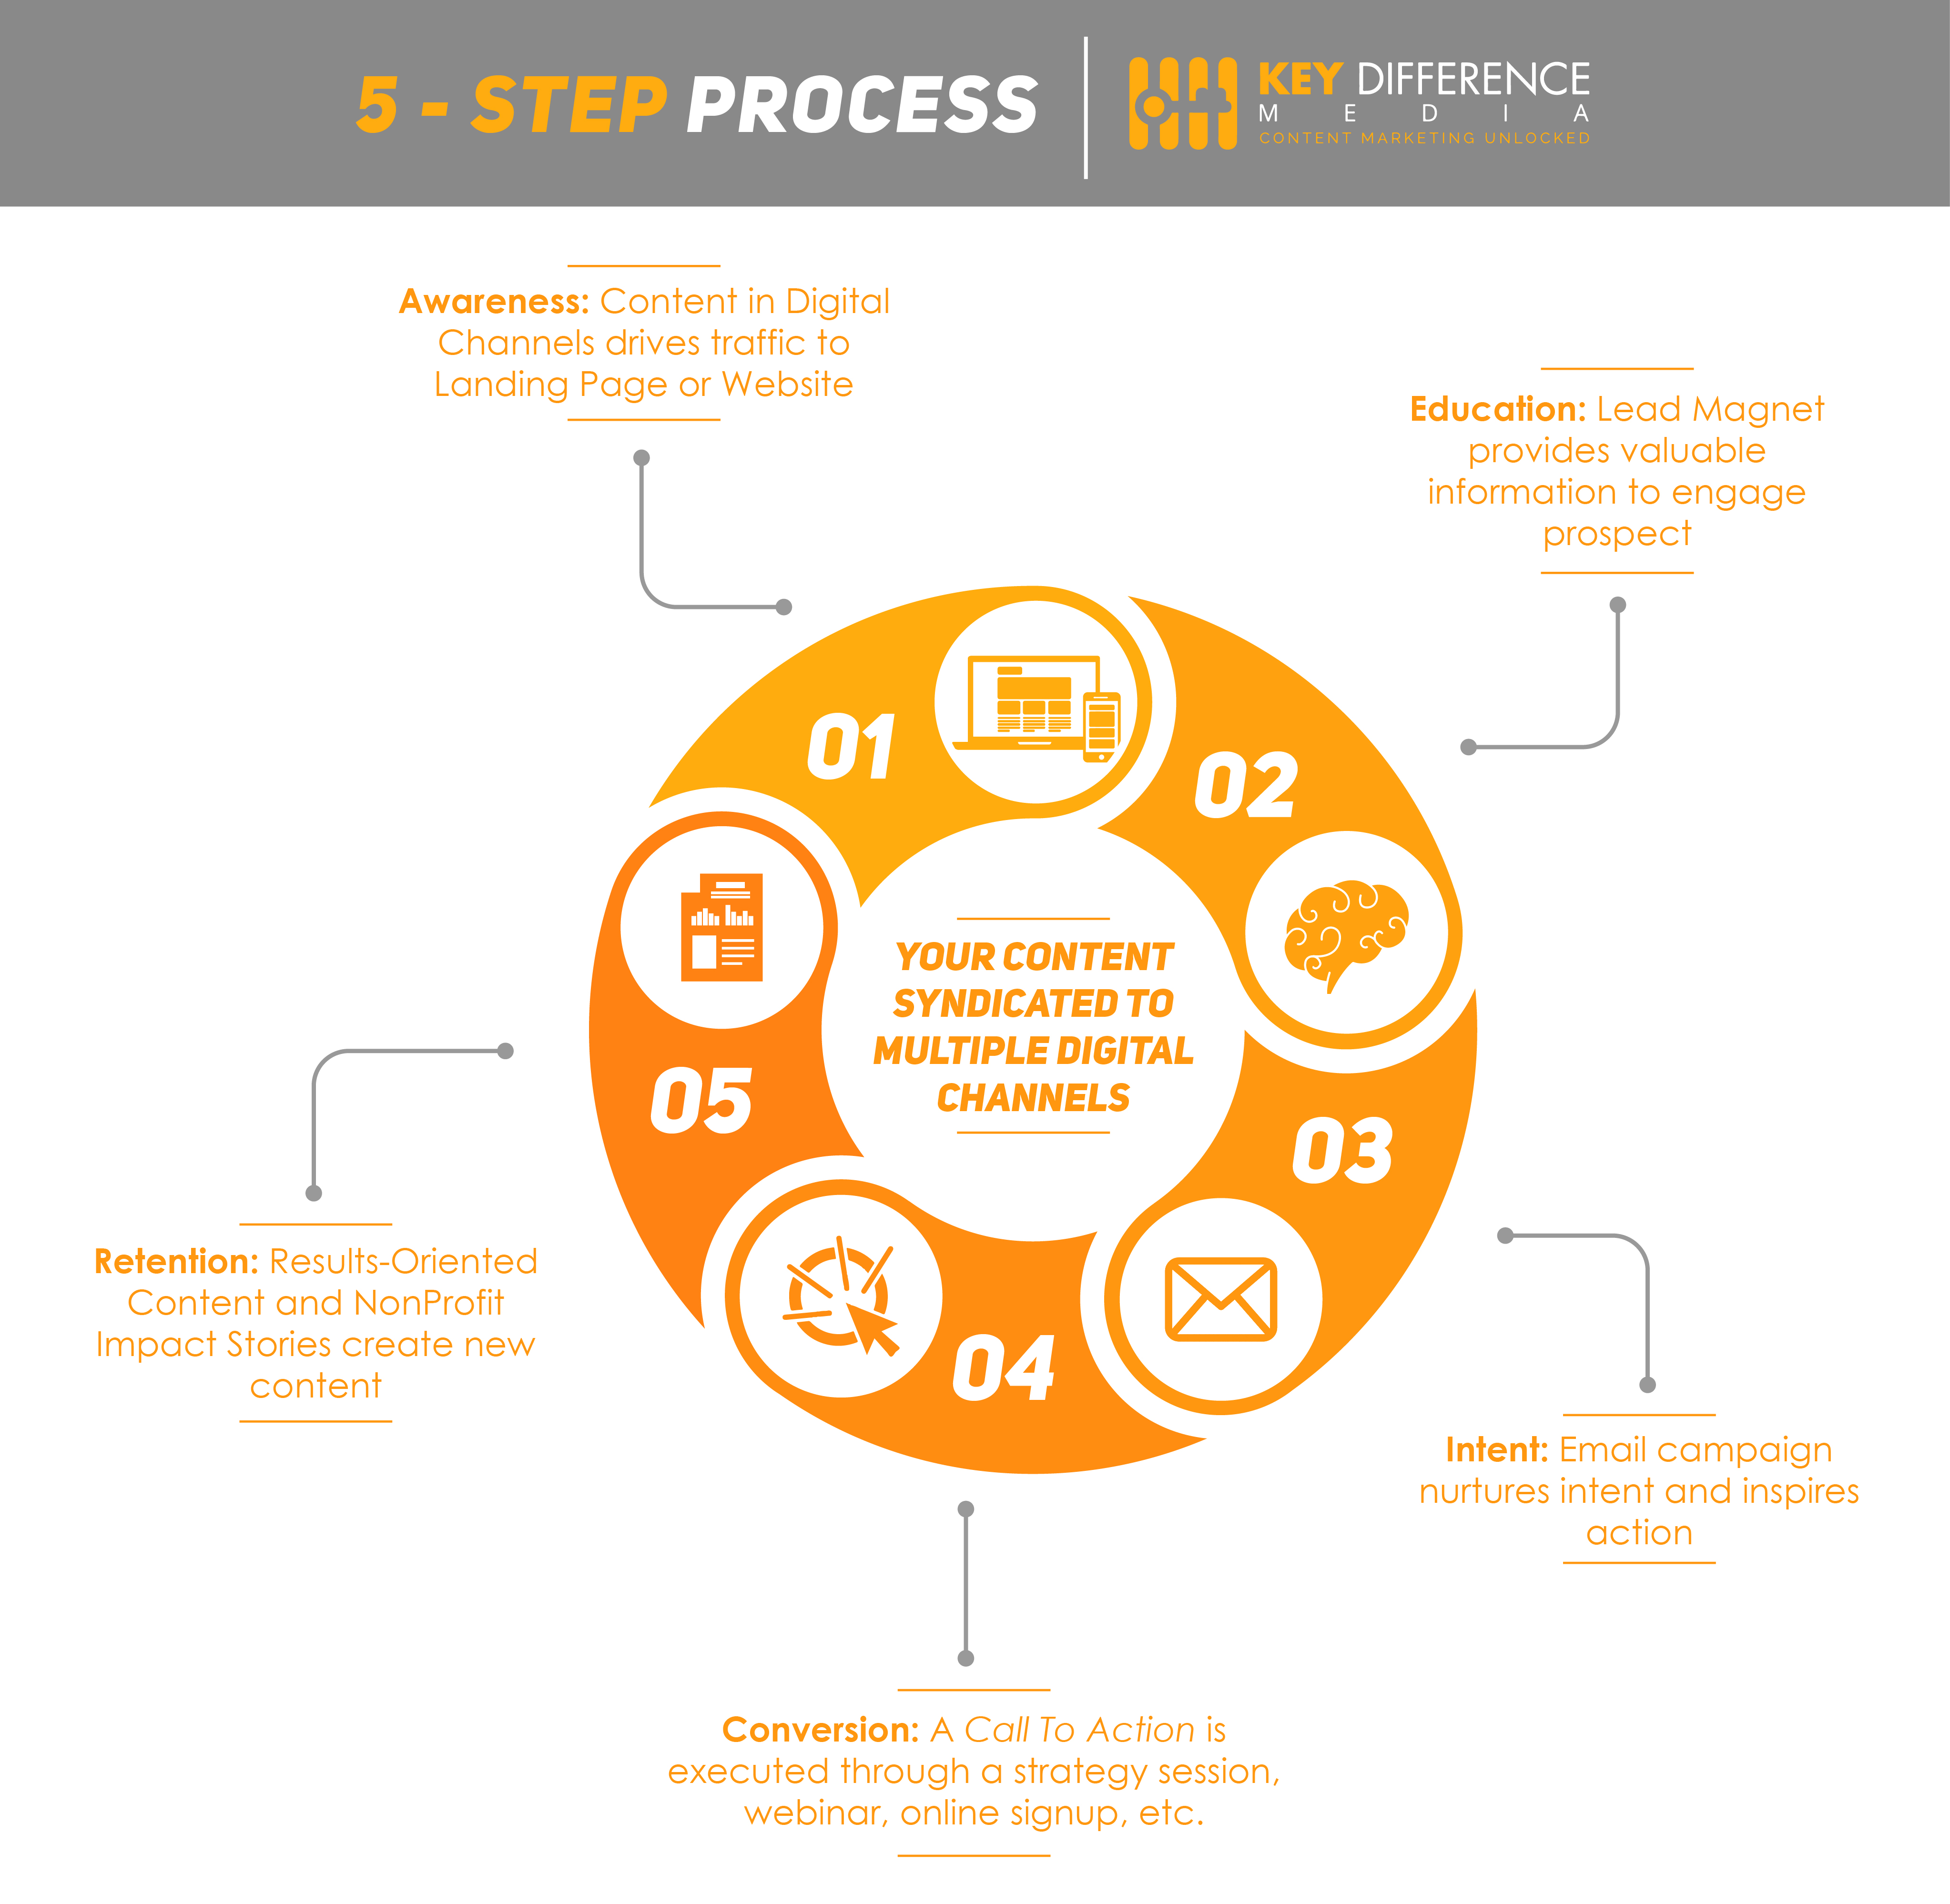 5 - STEP PROCESS
KEY DIFFERENCE
MEDIA
CONTENT MARKETING UNLOCKED
Awareness: Content in Digital
Channels drives traffic to
Landing Page or Website
Education: Lead Magnet
provides valuable
information to engage
prospect
01
02
YOUR CONTENT
SYNDICATED TO
MULTIPLE DIGITAL
CHANNELS
03
04
05
Retention: Results-Oriented
Content and NonProfit
Impact Stories create new
content
Intent: Email campaign
nurtures intent and inspires
action
Conversion: A Call To Action is
executed through a strategy session,
webinar, online signup, etc.